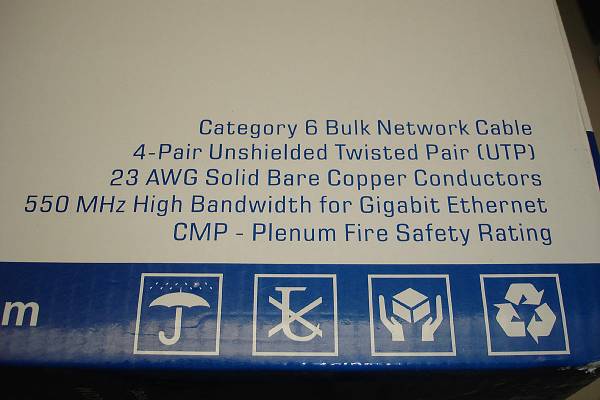 Category 6 Bulk Network Cable
4-Pair Unshielded Twisted Pair (UTP)
23 AWG Solid Bare Copper Conductors
550 MHz High Bandwidth for Gigabit Ethernet
CMP - Plenum Fire Safety Rating
m